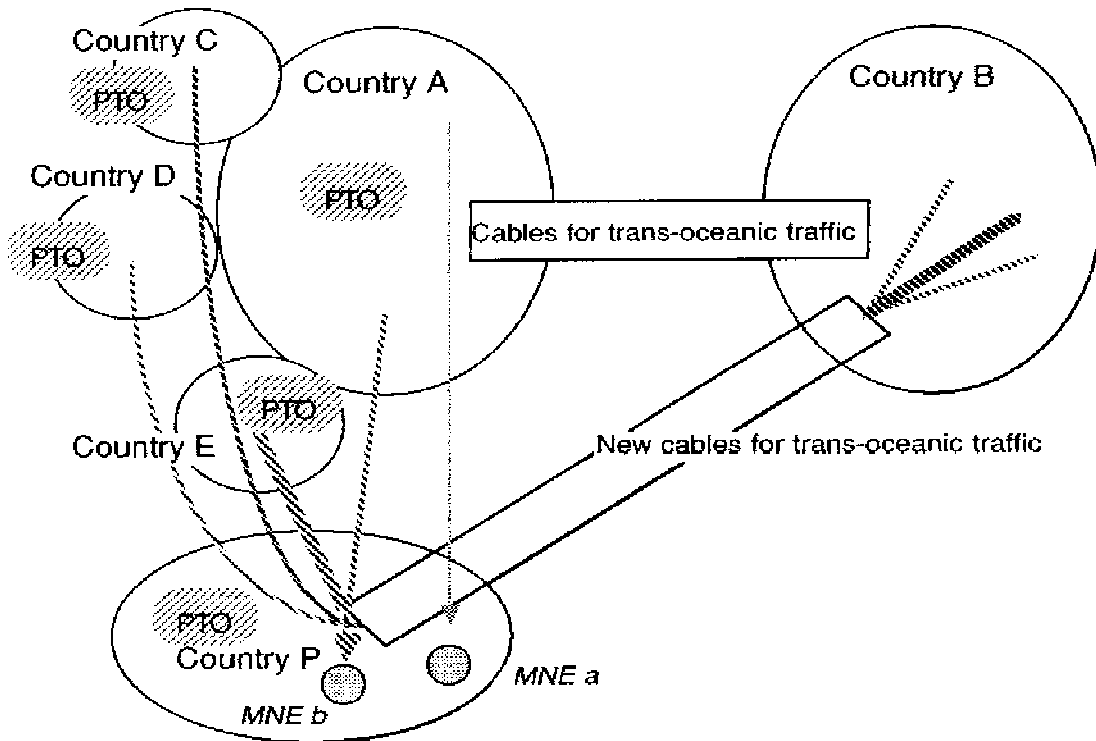 Country C
PTO
Country A
Country B
PTO
Country D
PTO
Cables for trans-oceanic traffic
PTO
Country E
New cables for trans-oceanic traffic
PTO
Country P
MNE a
MNE b